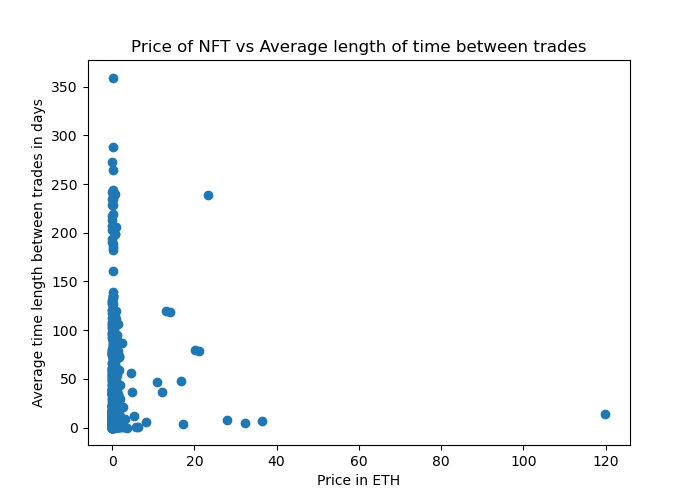 Price of NFT vs Average length of time between trades
Average time length between trades in days
350
300
250
200
150
100
50
0
0 20 40 60 80 100 120
Price in ETH